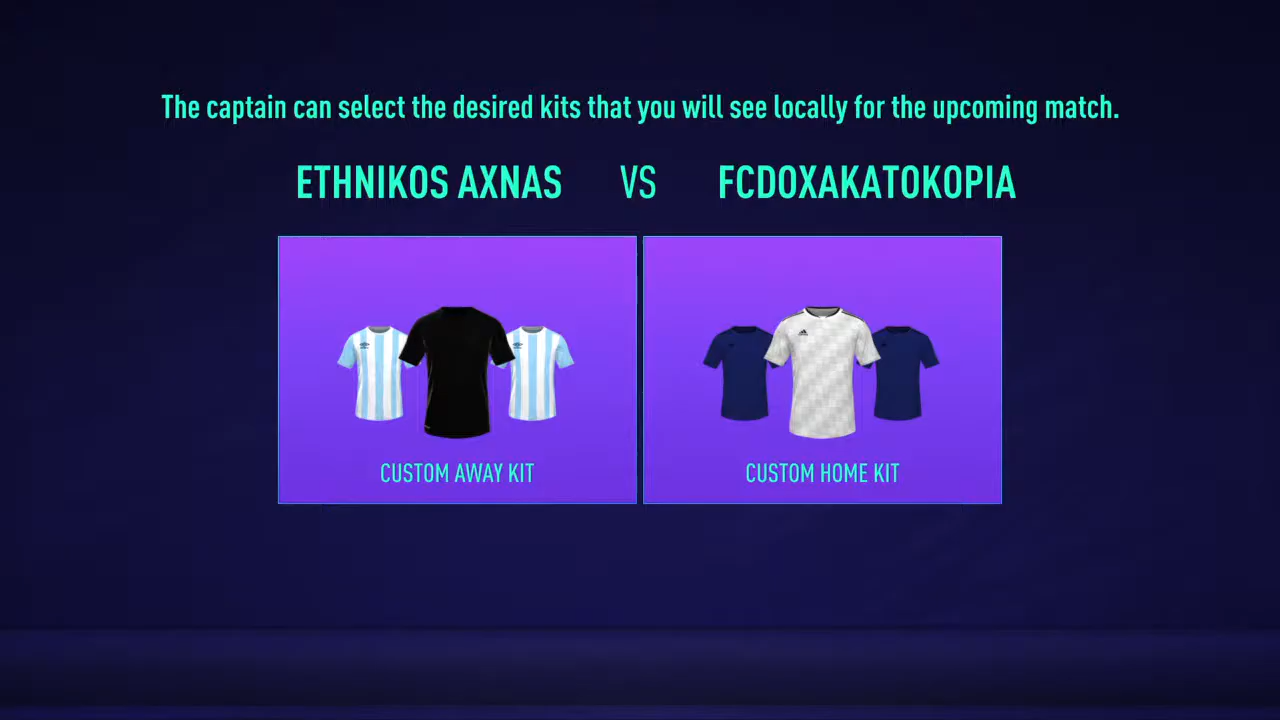 The captain can select the desired kits that you will see locally for the upcoming match.
ETHNIKOS AXNAS VS FCDOXAKATOKOPIA
CUSTOM AWAY KIT
CUSTOM HOME KIT